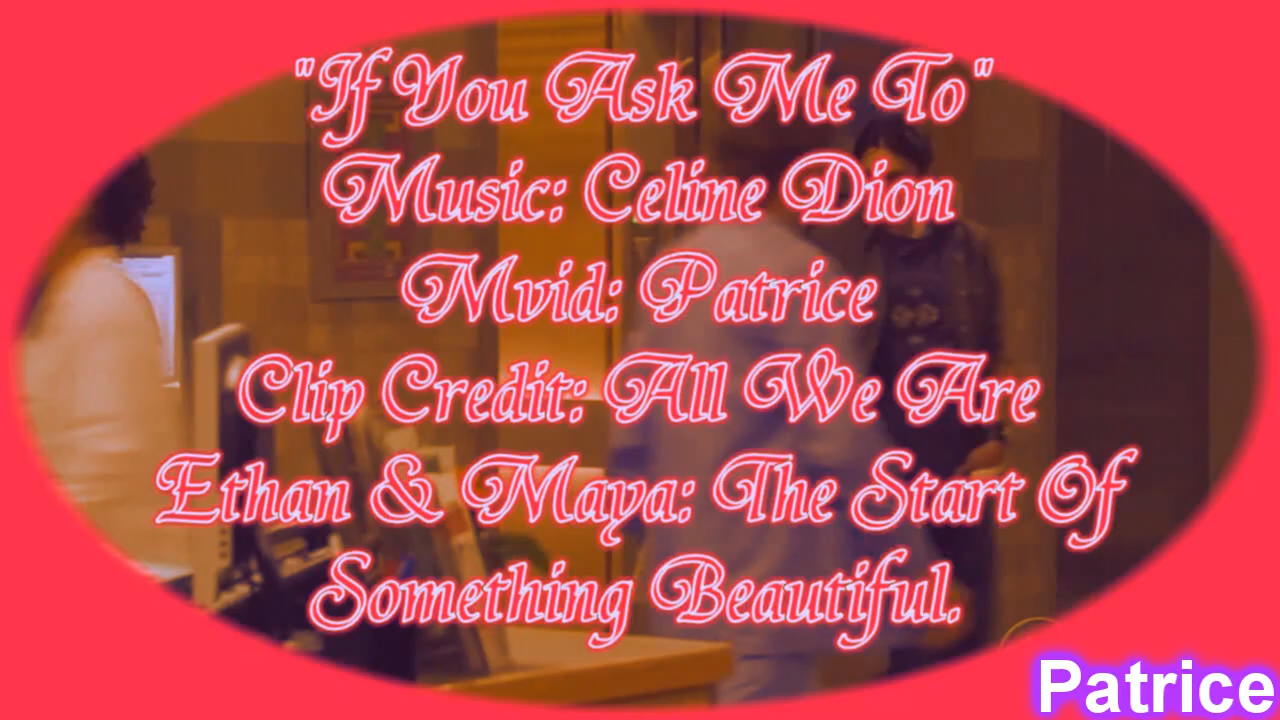 "If You Ask Me To"
Music: Celine Dion
Mvid: Patrice
Clip Credit: All We Are
Ethan & Maya: The Start Of
Something Beautiful.
Patrice